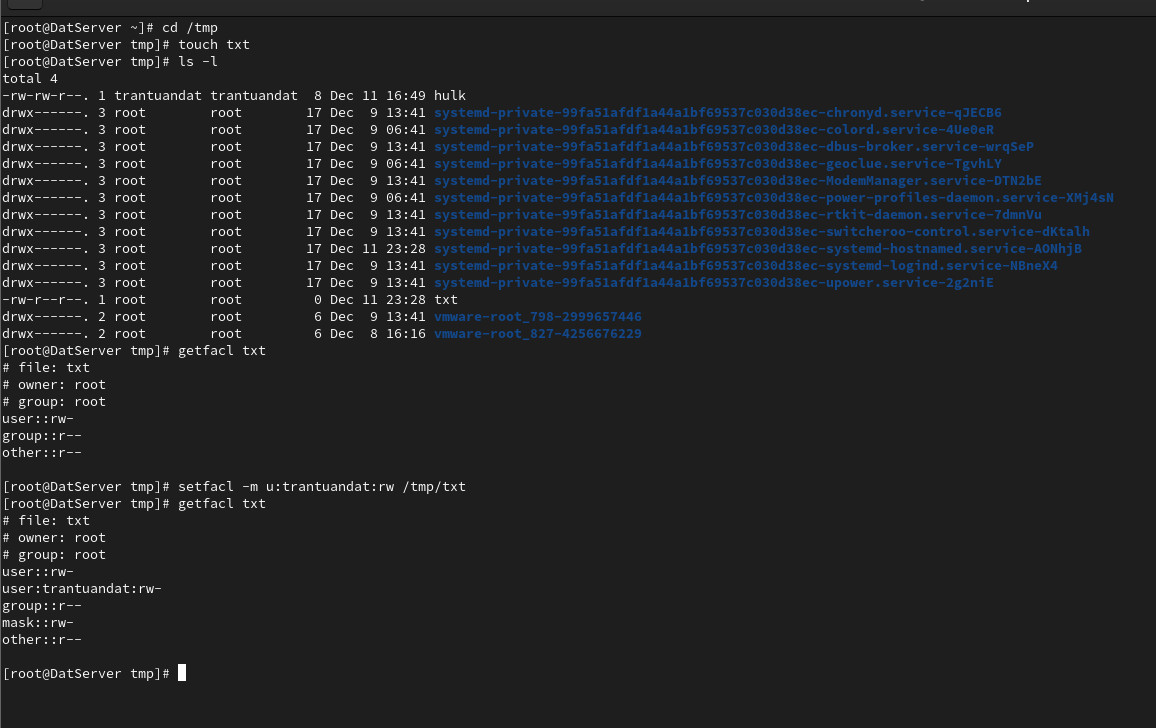 [root@DatServer ~]# cd /tmp
[root@DatServer tmp]# touch txt
[root@DatServer tmp]# ls -l
total 4
-rw-rw-r--. 1 trantuandat trantuandat  8 Dec 11 16:49 hulk
drwx------. 3 root        root        17 Dec  9 13:41 systemd-private-99fa51afdf1a44a1bf69537c030d38ec-chronyd.service-qJECB6
drwx------. 3 root        root        17 Dec  9 06:41 systemd-private-99fa51afdf1a44a1bf69537c030d38ec-colord.service-4Ue0eR
drwx------. 3 root        root        17 Dec  9 13:41 systemd-private-99fa51afdf1a44a1bf69537c030d38ec-dbus-broker.service-wrqSeP
drwx------. 3 root        root        17 Dec  9 06:41 systemd-private-99fa51afdf1a44a1bf69537c030d38ec-geoclue.service-TgvhLY
drwx------. 3 root        root        17 Dec  9 13:41 systemd-private-99fa51afdf1a44a1bf69537c030d38ec-ModemManager.service-DTN2bE
drwx------. 3 root        root        17 Dec  9 06:41 systemd-private-99fa51afdf1a44a1bf69537c030d38ec-power-profiles-daemon.service-XMj4sN
drwx------. 3 root        root        17 Dec  9 13:41 systemd-private-99fa51afdf1a44a1bf69537c030d38ec-rtkit-daemon.service-7dmnVu
drwx------. 3 root        root        17 Dec  9 13:41 systemd-private-99fa51afdf1a44a1bf69537c030d38ec-switcheroo-control.service-dKtalh
drwx------. 3 root        root        17 Dec 11 23:28 systemd-private-99fa51afdf1a44a1bf69537c030d38ec-systemd-hostnamed.service-AONhjB
drwx------. 3 root        root        17 Dec  9 13:41 systemd-private-99fa51afdf1a44a1bf69537c030d38ec-systemd-logind.service-NBneX4
drwx------. 3 root        root        17 Dec  9 13:41 systemd-private-99fa51afdf1a44a1bf69537c030d38ec-upower.service-2g2niE
-rw-r--r--. 1 root        root         0 Dec 11 23:28 txt
drwx------. 2 root        root         6 Dec  9 13:41 vmware-root_798-2999657446
drwx------. 2 root        root         6 Dec  8 16:16 vmware-root_827-4256676229
[root@DatServer tmp]# getfacl txt
# file: txt
# owner: root
# group: root
user::rw-
group::r--
other::r--
[root@DatServer tmp]# setfacl -m u:trantuandat:rw /tmp/txt
[root@DatServer tmp]# getfacl txt
# file: txt
# owner: root
# group: root
user::rw-
user:trantuandat:rw-
group::r--
mask::rw-
other::r--
[root@DatServer tmp]#